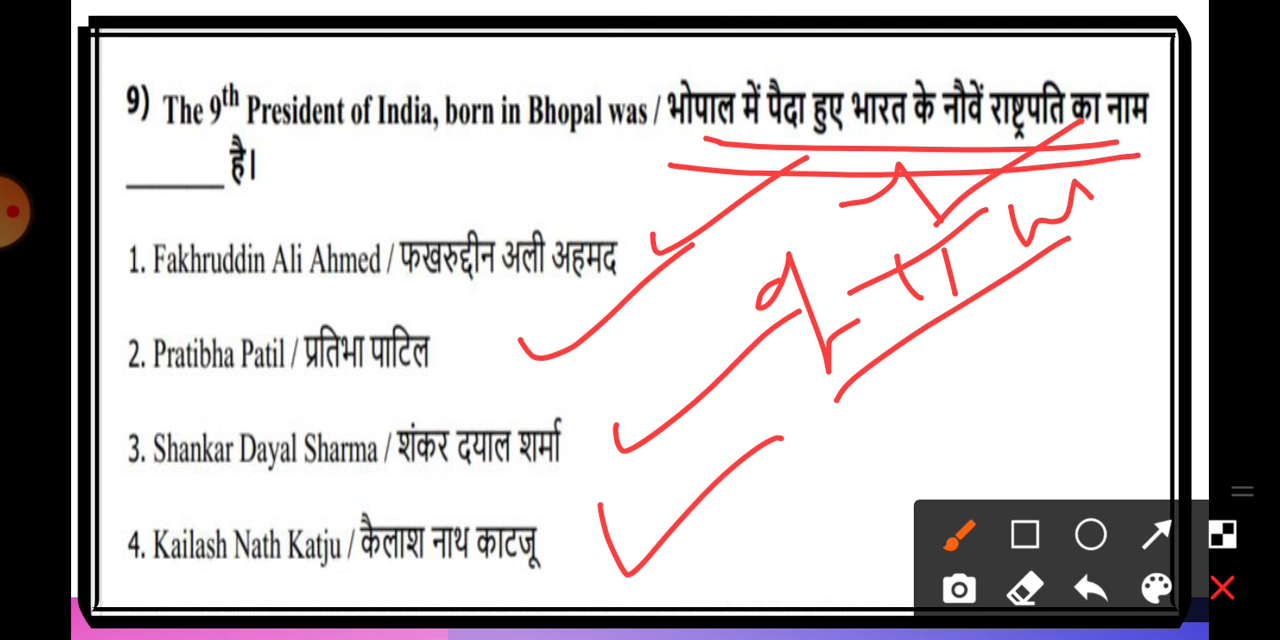 9) The 9th President of India, born in Bhopal was / भोपाल में पैदा हुए भारत के नौवें राष्ट्रपति का नाम
_______ है।
1. Fakhruddin Ali Ahmed / फखरुद्दीन अली अहमद
2. Pratibha Patil / प्रतिभा पाटिल
3. Shankar Dayal Sharma / शंकर दयाल शर्मा
4. Kailash Nath Katju / कैलाश नाथ काटजू